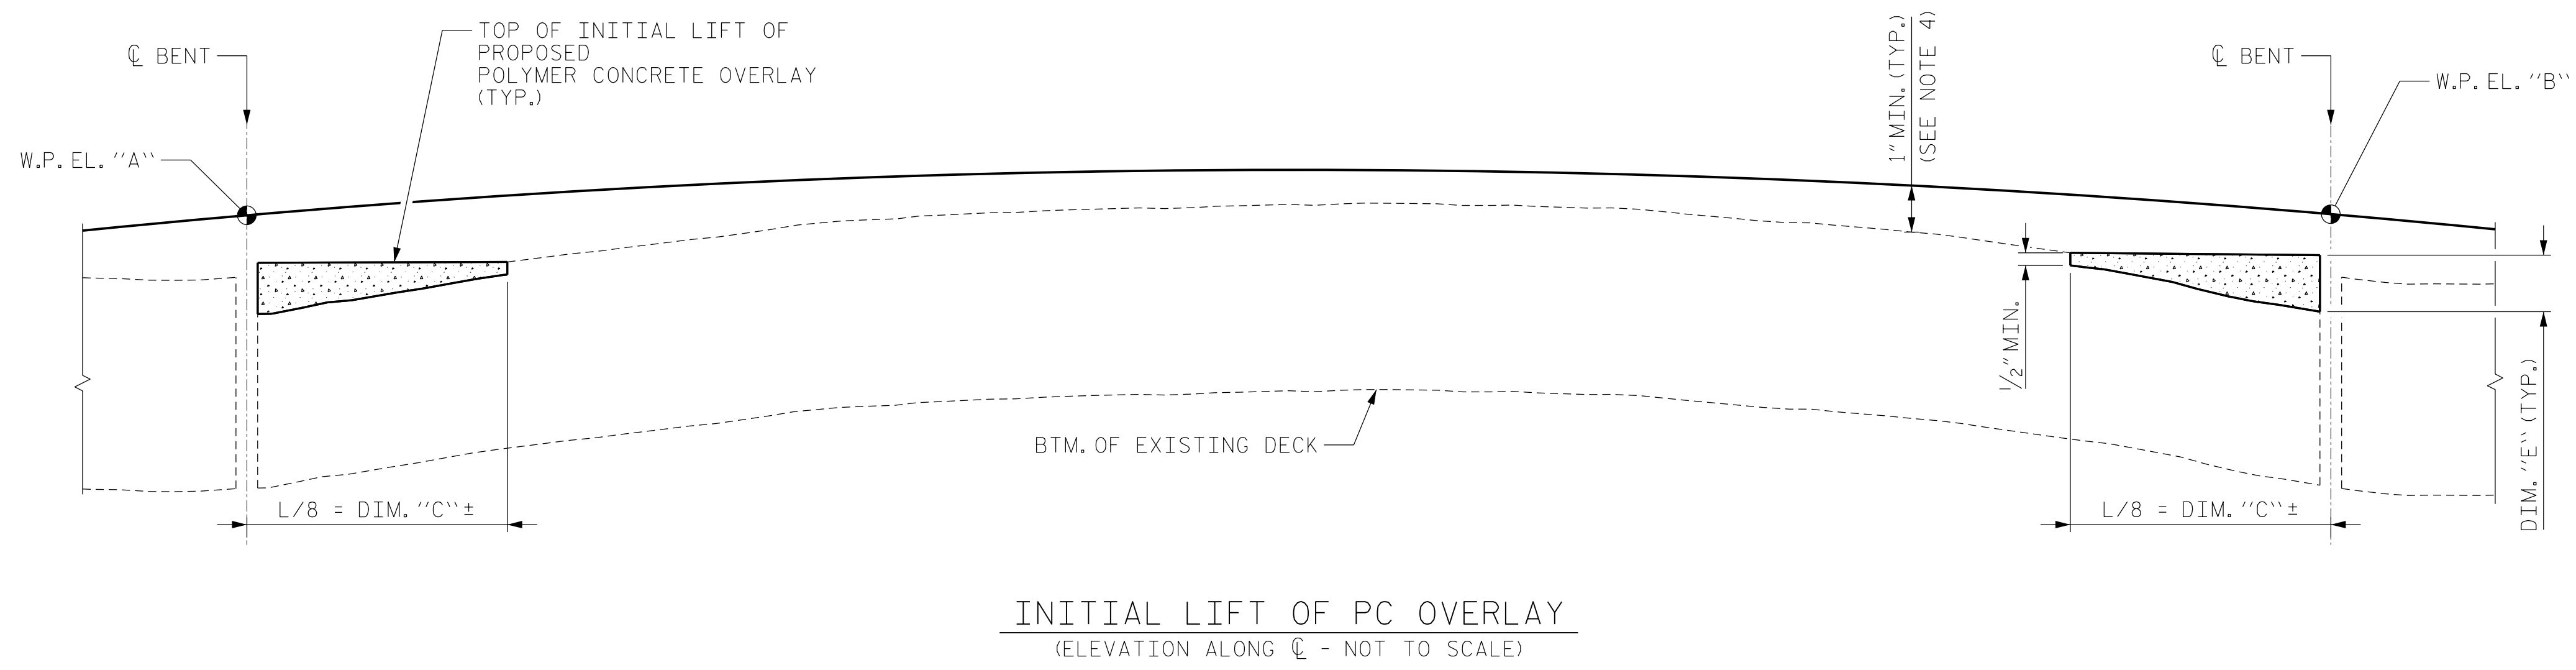 TOP OF INITIAL LIFT OF
PROPOSED
POLYMER CONCRETE OVERLAY
(TYP.)
℄ BENT
W.P. EL. "A"
1" MIN. (TYP.)
(SEE NOTE 4)
℄ BENT
W.P. EL. "B"
1/2" MIN.
DIM. "E" (TYP.)
BTM. OF EXISTING DECK
L/8 = DIM. "C" ±
L/8 = DIM. "C" ±
INITIAL LIFT OF PC OVERLAY
(ELEVATION ALONG ℄ - NOT TO SCALE)